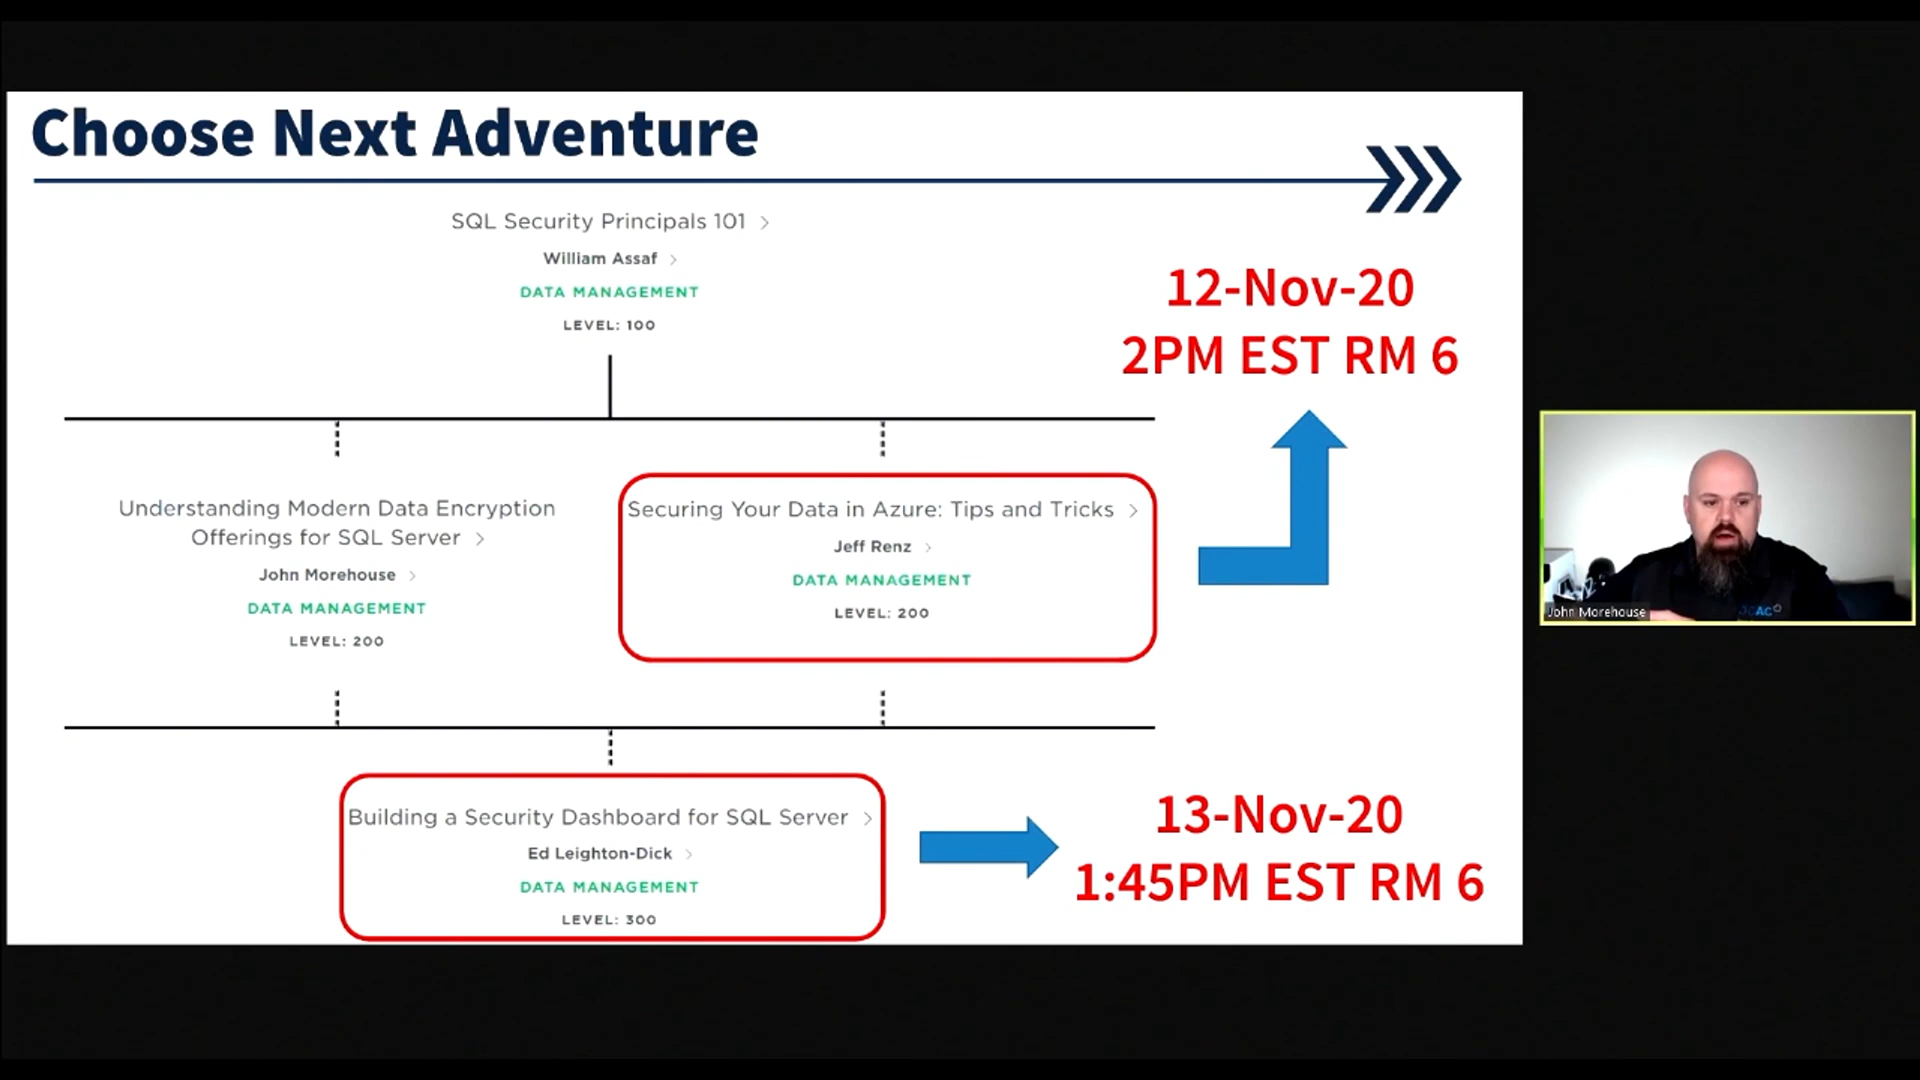 Choose Next Adventure
SQL Security Principals 101
William Assaf
DATA MANAGEMENT
LEVEL: 100
12-Nov-20
2PM EST RM 6
Understanding Modern Data Encryption
Offerings for SQL Server
John Morehouse
DATA MANAGEMENT
LEVEL: 200
Securing Your Data in Azure: Tips and Tricks
Jeff Renz
DATA MANAGEMENT
LEVEL: 200
Building a Security Dashboard for SQL Server
Ed Leighton-Dick
DATA MANAGEMENT
LEVEL: 300
13-Nov-20
1:45PM EST RM 6
John Morehouse